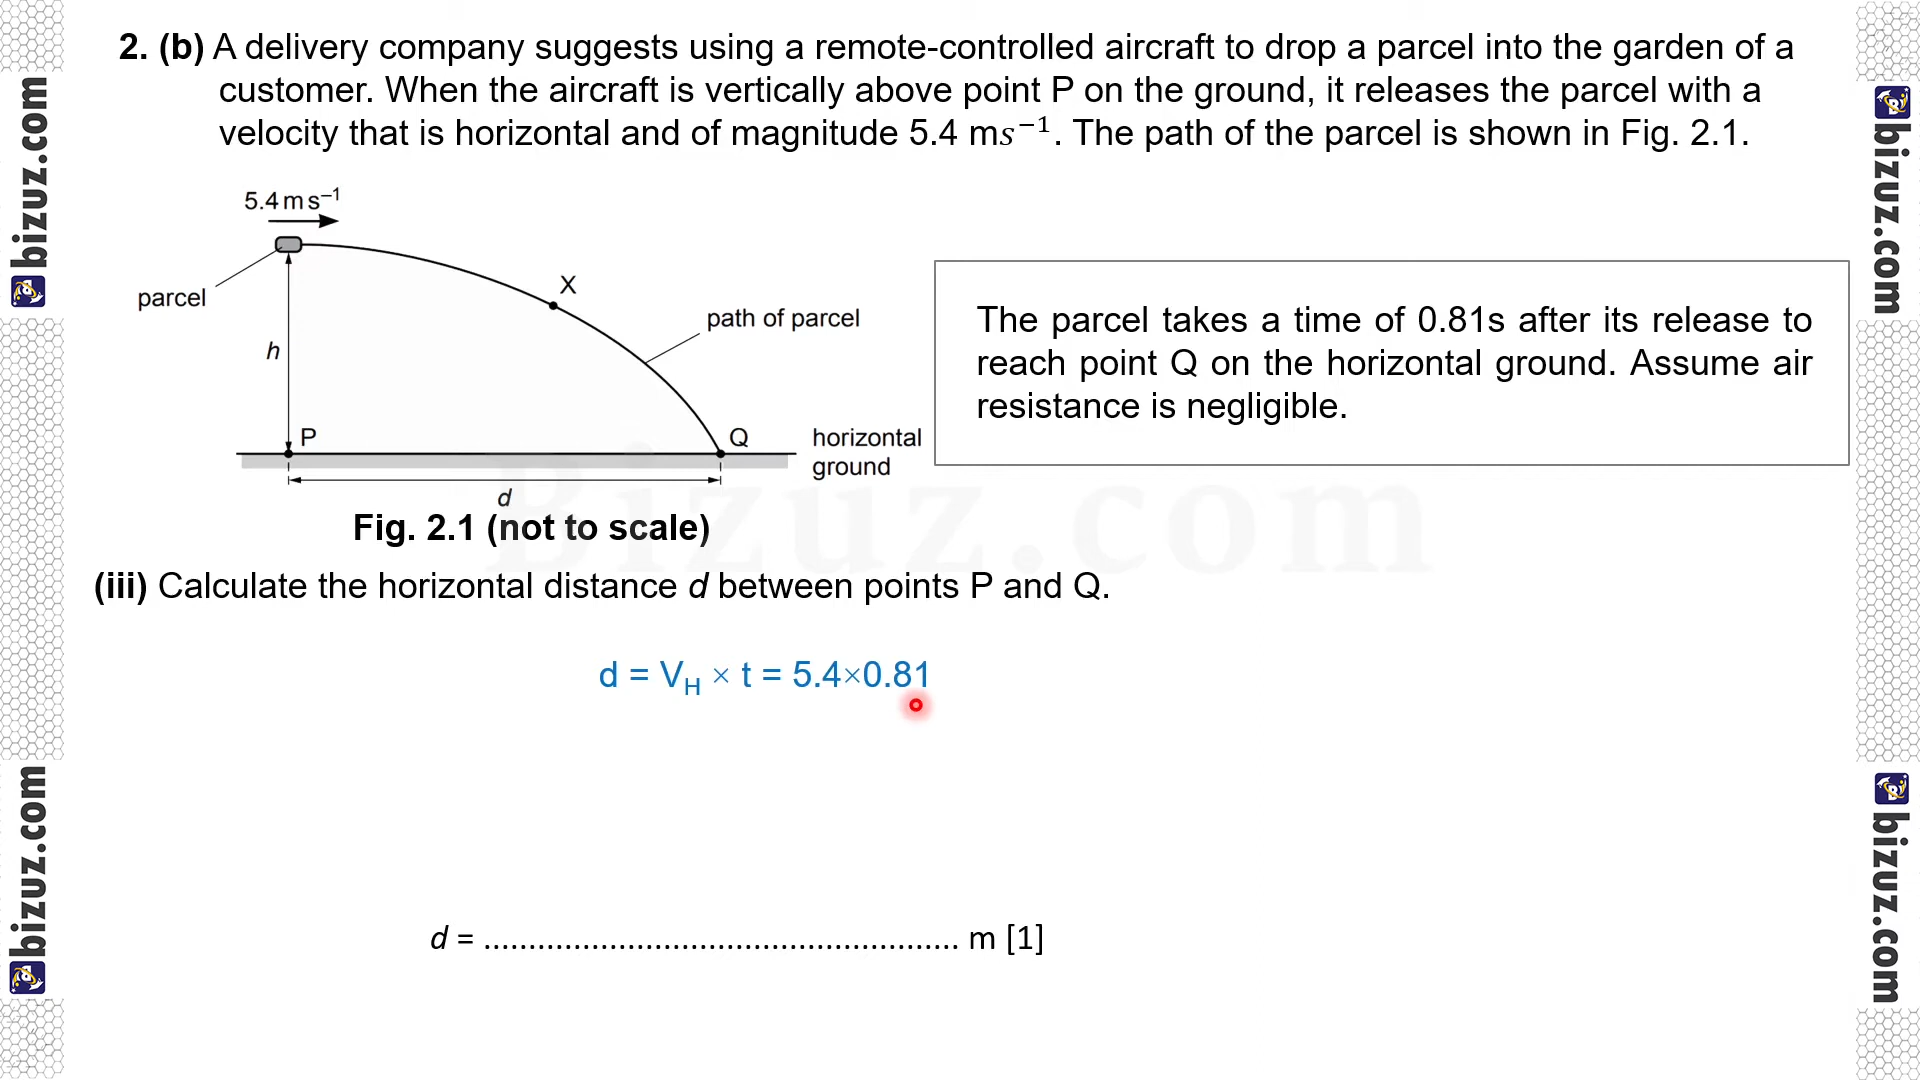 2. (b) A delivery company suggests using a remote-controlled aircraft to drop a parcel into the garden of a
customer. When the aircraft is vertically above point P on the ground, it releases the parcel with a
velocity that is horizontal and of magnitude 5.4 ms⁻¹. The path of the parcel is shown in Fig. 2.1.
5.4 m s⁻¹
parcel
X
path of parcel
h
P
Q
horizontal
ground
d
Fig. 2.1 (not to scale)
The parcel takes a time of 0.81s after its release to
reach point Q on the horizontal ground. Assume air
resistance is negligible.
(iii) Calculate the horizontal distance d between points P and Q.
d = V_H × t = 5.4×0.81
d = ..................................................... m [1]
Bizuz.com
bizuz.com
bizuz.com
bizuz.com
bizuz.com